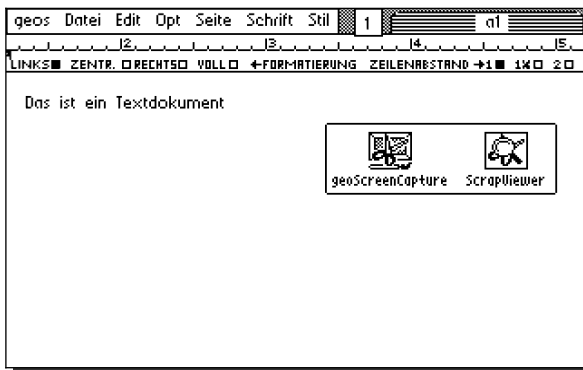 geos Datei Edit Opt Seite Schrift Stil 1 a1
2 3 4 5
LINKS ZENTR. RECHTS VOLL ←FORMATIERUNG ZEILENABSTAND →1 1½ 2
Das ist ein Textdokument
geoScreenCapture ScrapViewer